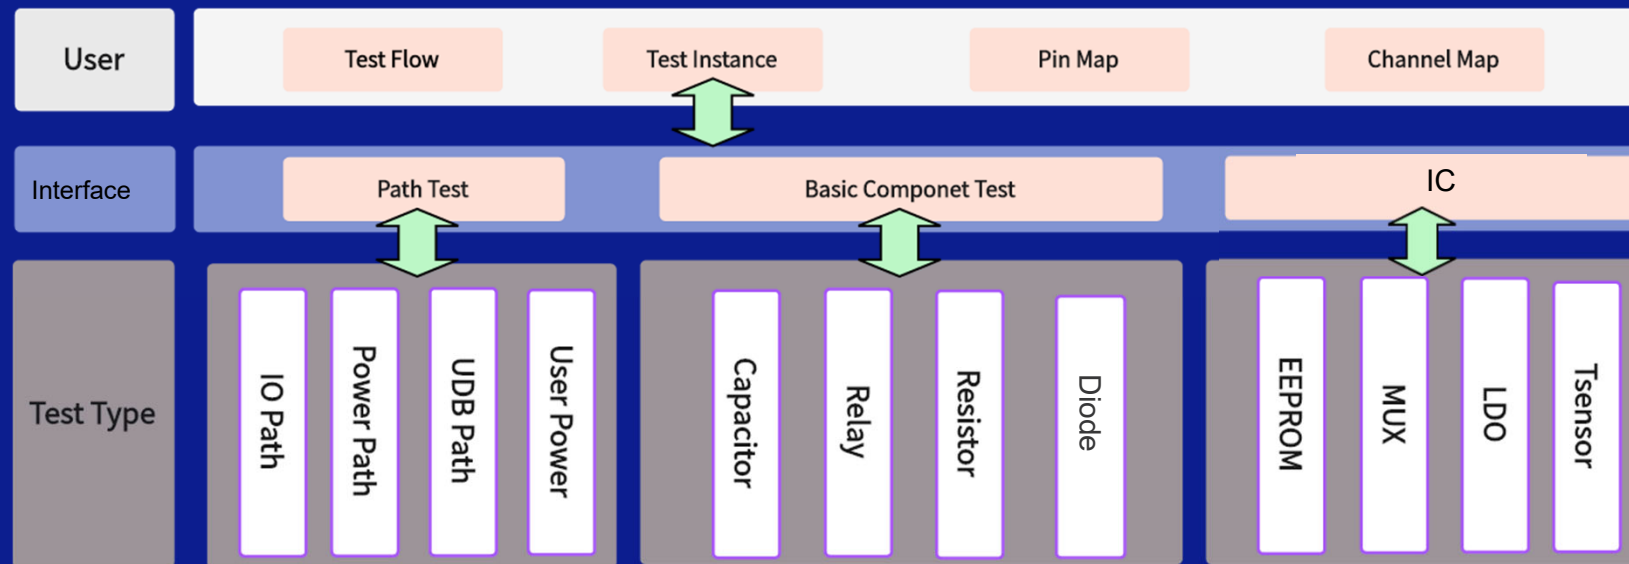 User
Test Flow
Test Instance
Pin Map
Channel Map
Interface
Path Test
Basic Componet Test
IC
Test Type
IO Path
Power Path
UDB Path
User Power
Capacitor
Relay
Resistor
Diode
EEPROM
MUX
LDO
Tsensor